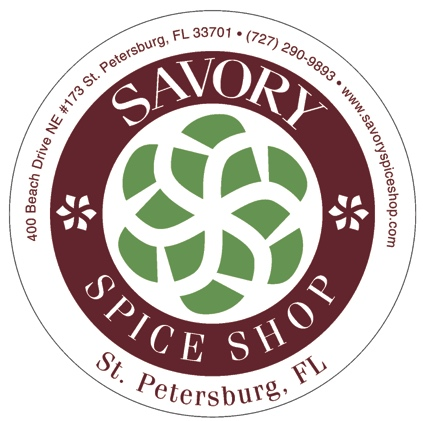 400 Beach Drive NE #173 St. Petersburg, FL 33701 • (727) 290-9893 • www.savoryspiceshop.com
SAVORY
SPICE SHOP
St. Petersburg, FL